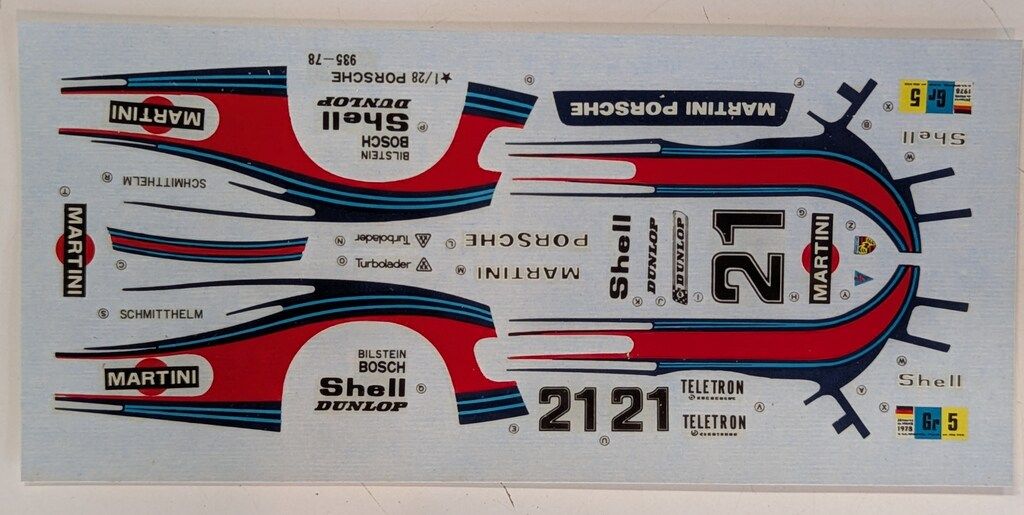 935-78
★1/28 PORSCHE
DUNLOP
Shell
BOSCH
BILSTEIN
P
MARTINI
D
MARTINI PORSCHE
F
B
X
5
Gr
1978
Shell
W
T
R
SCHMITTHELM
MARTINI
C
N
Turbolader
L
PORSCHE
Turbolader
O
M
MARTINI
Shell
K
DUNLOP
J
DUNLOP
I
21
H
G
MARTINI
Z
Y
S
SCHMITTHELM
MARTINI
BILSTEIN
BOSCH
Shell
DUNLOP
Q
E
21
21
U
TELETRON
TELETRON
V
A
W
Shell
X
1978
Gr
5